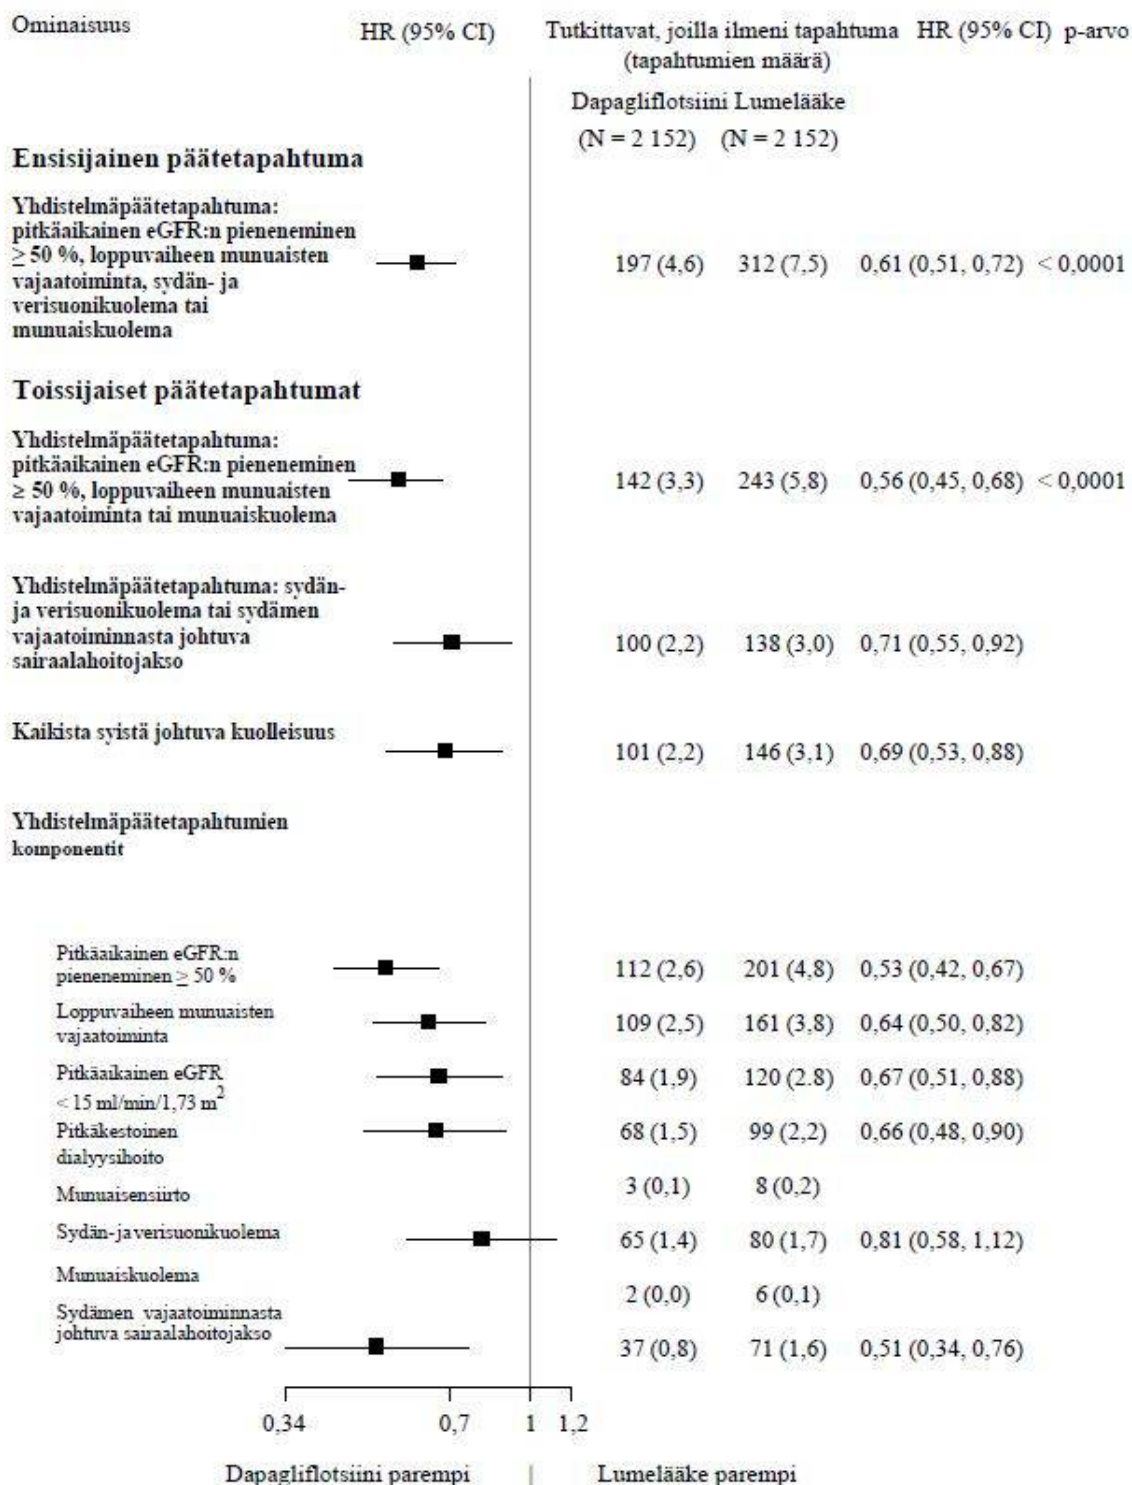 Ominaisuus HR (95% CI) Tutkittavat, joilla ilmeni tapahtuma HR (95% CI) p-arvo
(tapahtumien määrä)
Dapagliflotsiini Lumelääke
(N = 2 152) (N = 2 152)
Ensisijainen päätetapahtuma
Yhdistelmäpäätetapahtuma:
pitkäaikainen eGFR:n pieneneminen
≥ 50 %, loppuvaiheen munuaisten
vajaatoiminta, sydän- ja
verisuonikuolema tai
munuaiskuolema
197 (4,6) 312 (7,5) 0,61 (0,51, 0,72) < 0,0001
Toissijaiset päätetapahtumat
Yhdistelmäpäätetapahtuma:
pitkäaikainen eGFR:n pieneneminen
≥ 50 %, loppuvaiheen munuaisten
vajaatoiminta tai munuaiskuolema
142 (3,3) 243 (5,8) 0,56 (0,45, 0,68) < 0,0001
Yhdistelmäpäätetapahtuma: sydän-
ja verisuonikuolema tai sydämen
vajaatoiminnasta johtuva
sairaalahoitojakso
100 (2,2) 138 (3,0) 0,71 (0,55, 0,92)
Kaikista syistä johtuva kuolleisuus
101 (2,2) 146 (3,1) 0,69 (0,53, 0,88)
Yhdistelmäpäätetapahtumien
komponentit
Pitkäaikainen eGFR:n
pieneneminen ≥ 50 %
112 (2,6) 201 (4,8) 0,53 (0,42, 0,67)
Loppuvaiheen munuaisten
vajaatoiminta
109 (2,5) 161 (3,8) 0,64 (0,50, 0,82)
Pitkäaikainen eGFR
< 15 ml/min/1,73 m²
84 (1,9) 120 (2.8) 0,67 (0,51, 0,88)
Pitkäkestoinen
dialyysihoito
68 (1,5) 99 (2,2) 0,66 (0,48, 0,90)
Munuaisensiirto 3 (0,1) 8 (0,2)
Sydän- ja verisuonikuolema 65 (1,4) 80 (1,7) 0,81 (0,58, 1,12)
Munuaiskuolema 2 (0,0) 6 (0,1)
Sydämen vajaatoiminnasta
johtuva sairaalahoitojakso
37 (0,8) 71 (1,6) 0,51 (0,34, 0,76)
0,34 0,7 1 1,2
Dapagliflotsiini parempi | Lumelääke parempi